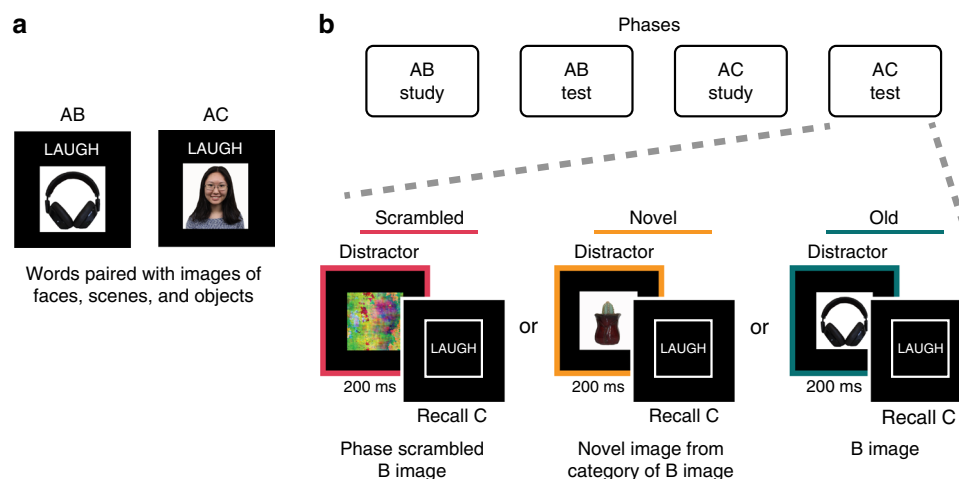 a
AB
AC
LAUGH
LAUGH
Words paired with images of
faces, scenes, and objects
b
Phases
AB
study
AB
test
AC
study
AC
test
Scrambled
Distractor
LAUGH
200 ms
Recall C
Phase scrambled
B image
or
Novel
Distractor
LAUGH
200 ms
Recall C
Novel image from
category of B image
or
Old
Distractor
LAUGH
200 ms
Recall C
B image